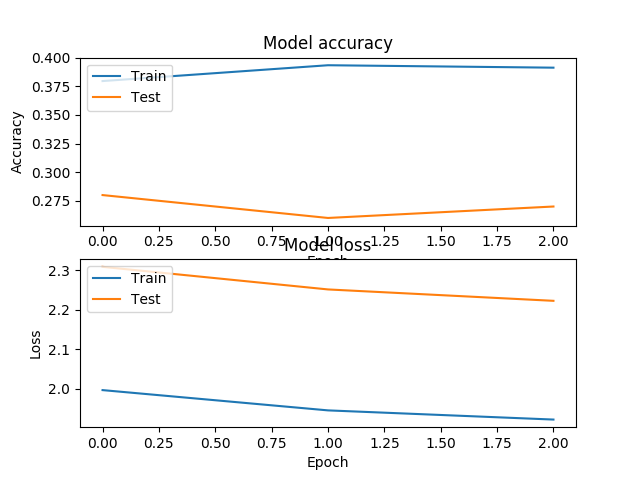 Model accuracy
0.400
0.375
0.350
0.325
0.300
0.275
Accuracy
Train
Test
0.00 0.25 0.50 0.75 1.00 1.25 1.50 1.75 2.00
Epoch
Model loss
2.3
2.2
2.1
2.0
Loss
Train
Test
0.00 0.25 0.50 0.75 1.00 1.25 1.50 1.75 2.00
Epoch